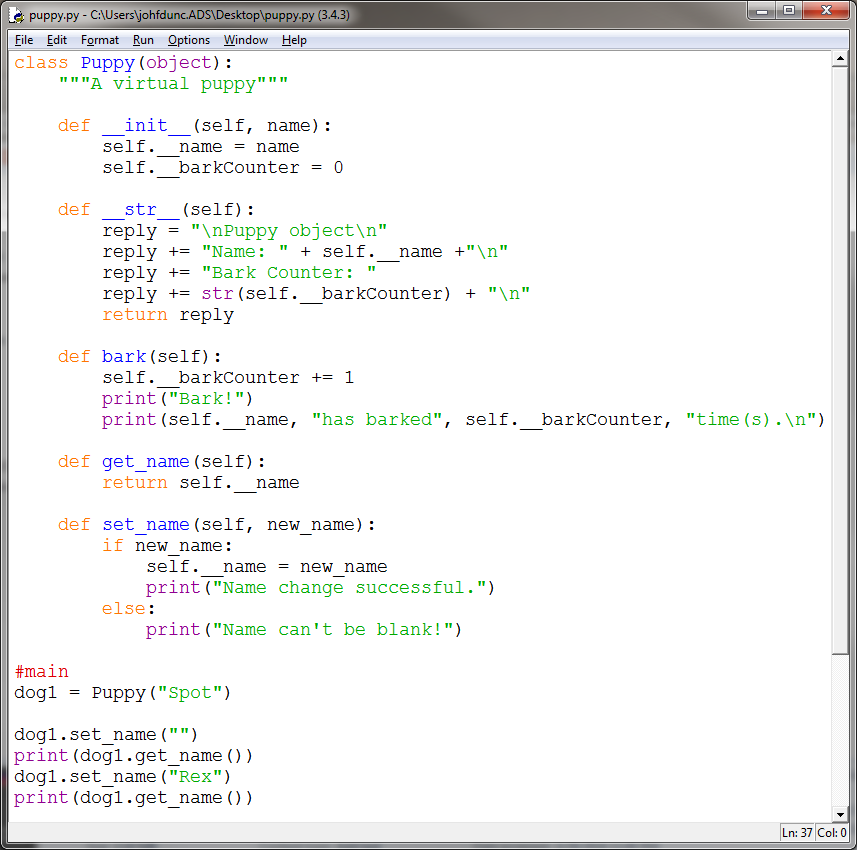 puppy.py - C:\Users\johfdunc.ADS\Desktop\puppy.py (3.4.3)
File Edit Format Run Options Window Help
class Puppy(object):
    """A virtual puppy"""

    def __init__(self, name):
        self.__name = name
        self.__barkCounter = 0

    def __str__(self):
        reply = "\nPuppy object\n"
        reply += "Name: " + self.__name +"\n"
        reply += "Bark Counter: "
        reply += str(self.__barkCounter) + "\n"
        return reply

    def bark(self):
        self.__barkCounter += 1
        print("Bark!")
        print(self.__name, "has barked", self.__barkCounter, "time(s).\n")

    def get_name(self):
        return self.__name

    def set_name(self, new_name):
        if new_name:
            self.__name = new_name
            print("Name change successful.")
        else:
            print("Name can't be blank!")

#main
dog1 = Puppy("Spot")

dog1.set_name("")
print(dog1.get_name())
dog1.set_name("Rex")
print(dog1.get_name())
Ln: 37 Col: 0